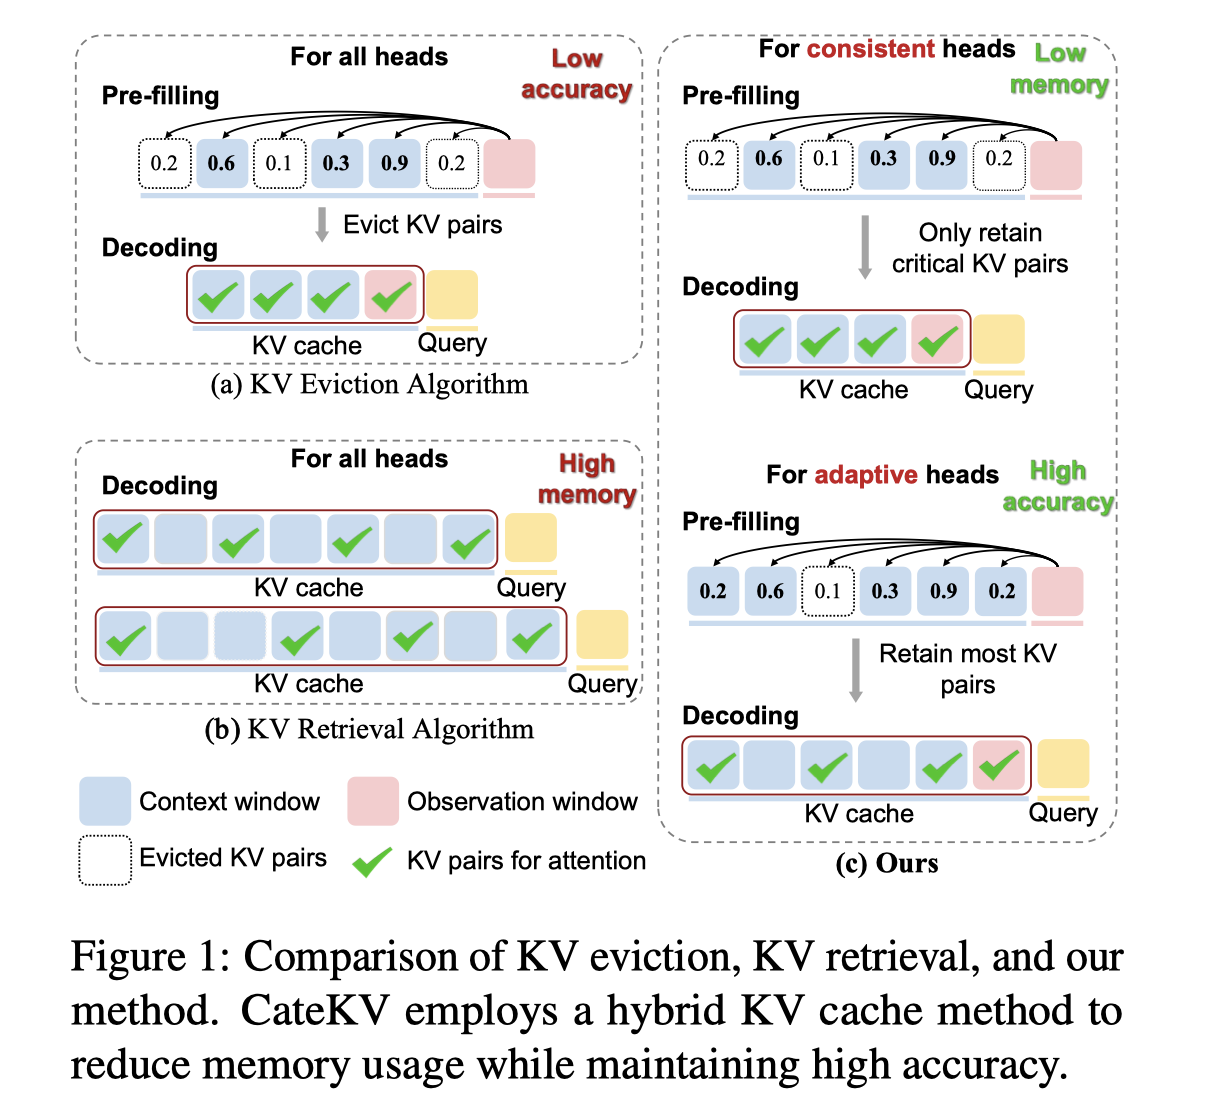 For all heads
Low
accuracy
Pre-filling
0.2 0.6 0.1 0.3 0.9 0.2
Evict KV pairs
Decoding
KV cache
Query
(a) KV Eviction Algorithm
For all heads
High
memory
Decoding
KV cache
Query
KV cache
Query
(b) KV Retrieval Algorithm
Context window
Observation window
Evicted KV pairs
KV pairs for attention
For consistent heads
Low
memory
Pre-filling
0.2 0.6 0.1 0.3 0.9 0.2
Only retain
critical KV pairs
Decoding
KV cache
Query
For adaptive heads
High
accuracy
Pre-filling
0.2 0.6 0.1 0.3 0.9 0.2
Retain most KV
pairs
Decoding
KV cache
Query
(c) Ours
Figure 1: Comparison of KV eviction, KV retrieval, and our
method. CateKV employs a hybrid KV cache method to
reduce memory usage while maintaining high accuracy.